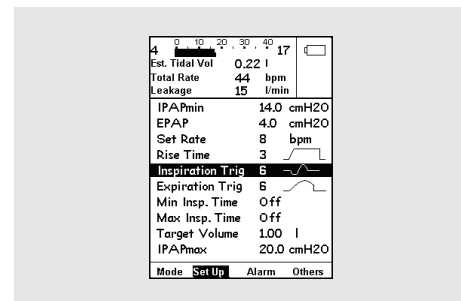 0 10 20 30 40
4 17
Est. Tidal Vol 0.22 l
Total Rate 44 bpm
Leakage 15 l/min
IPAPmin 14.0 cmH2O
EPAP 4.0 cmH2O
Set Rate 8 bpm
Rise Time 3
Inspiration Trig 6
Expiration Trig 6
Min Insp. Time Off
Max Insp. Time Off
Target Volume 1.00 l
IPAPmax 20.0 cmH2O
Mode Set Up Alarm Others